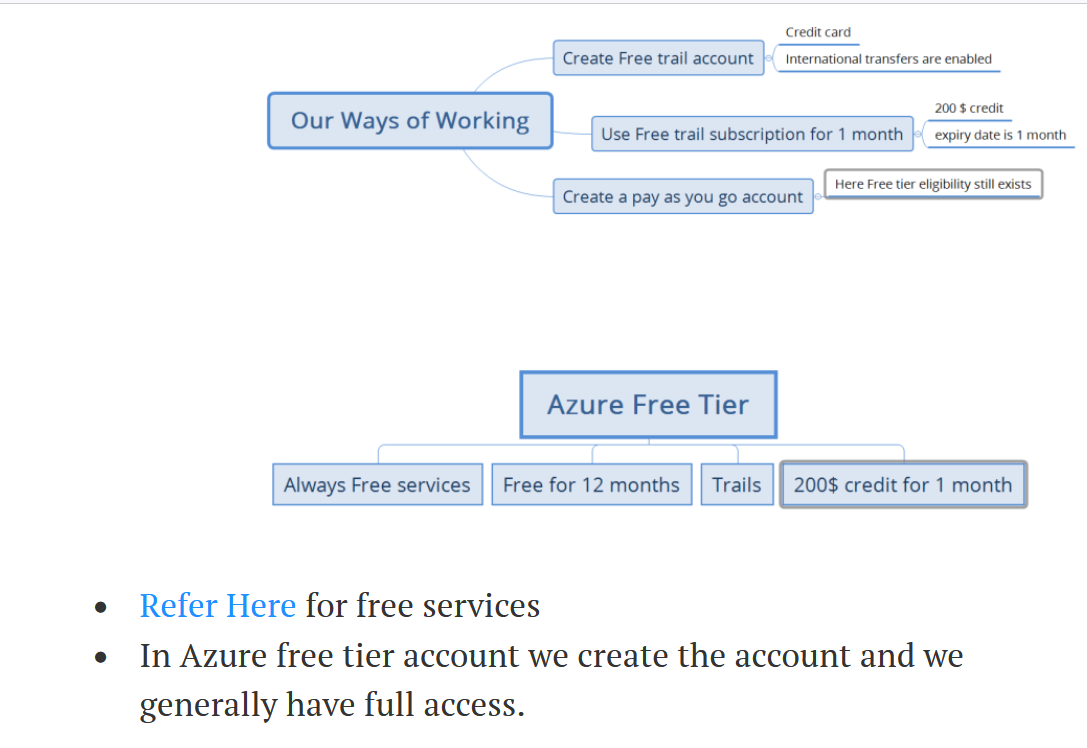 Credit card
Create Free trail account
International transfers are enabled
Our Ways of Working
200 $ credit
Use Free trail subscription for 1 month
expiry date is 1 month
Here Free tier eligibility still exists
Create a pay as you go account
Azure Free Tier
Always Free services
Free for 12 months
Trails
200$ credit for 1 month
Refer Here for free services
In Azure free tier account we create the account and we
generally have full access.